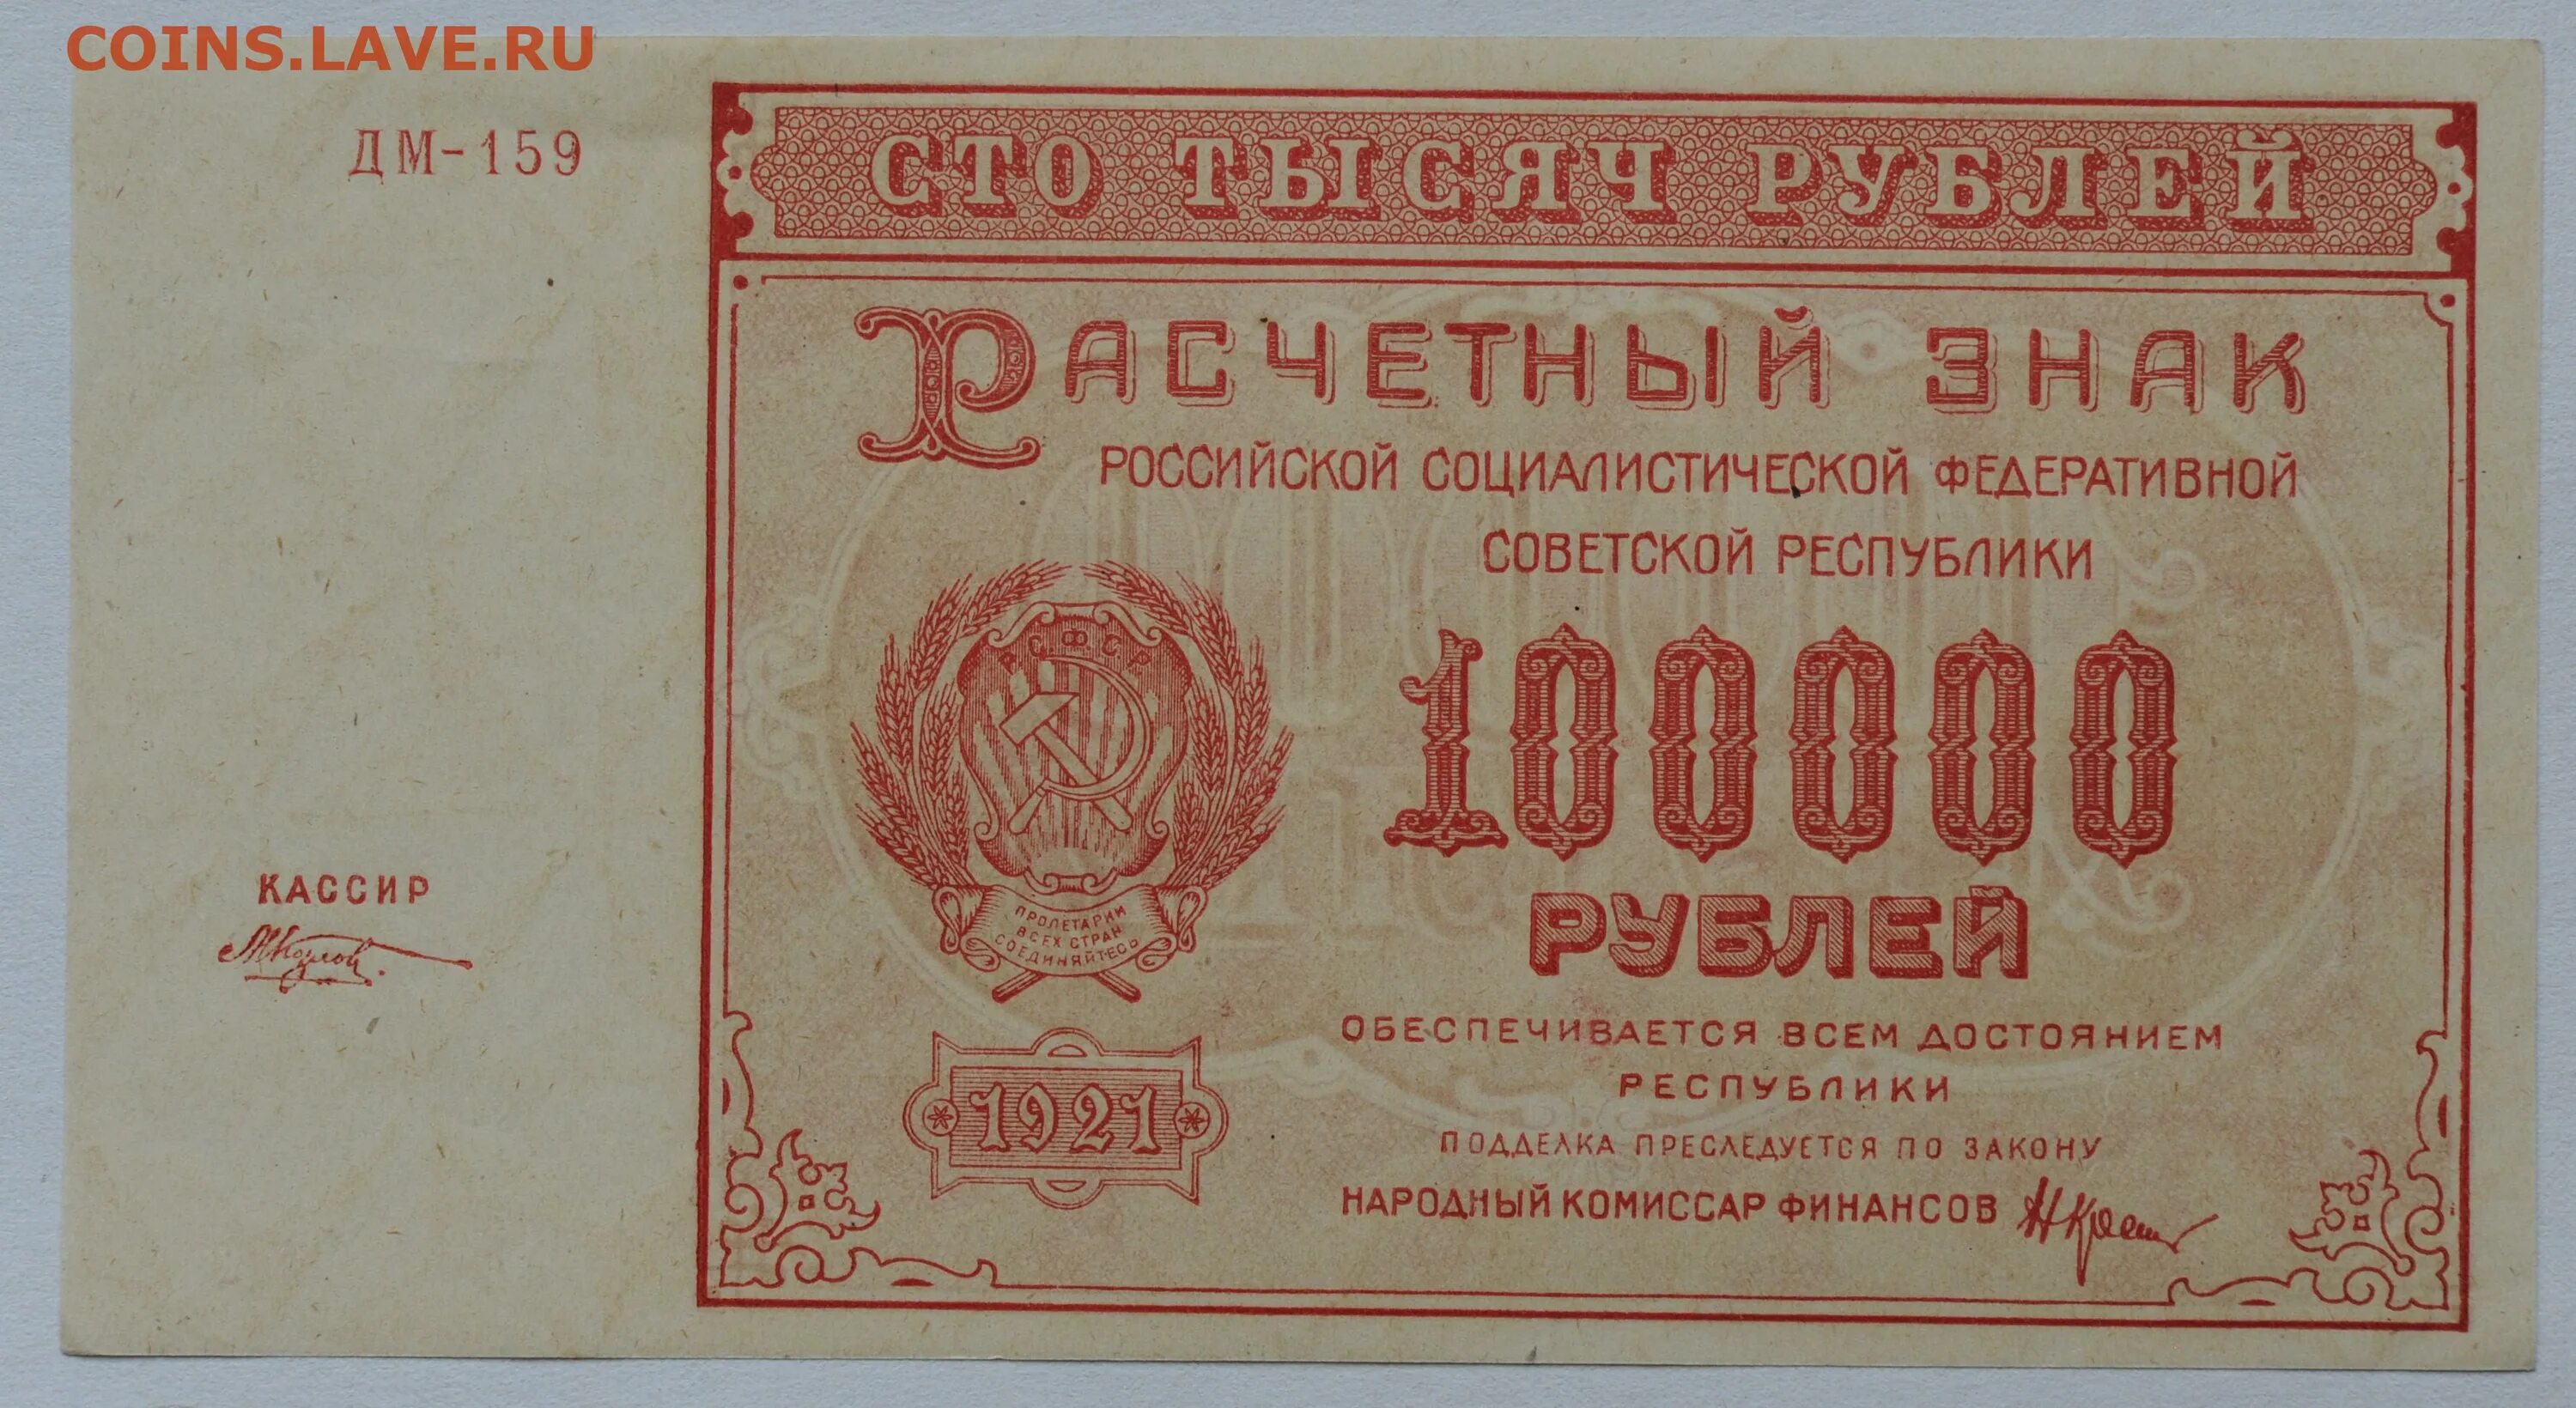 COINS.LAVE.RU
ДМ-159
СТО ТЫСЯЧ РУБЛЕЙ
РАСЧЕТНЫЙ ЗНАК
РОССИЙСКОЙ СОЦИАЛИСТИЧЕСКОЙ ФЕДЕРАТИВНОЙ
СОВЕТСКОЙ РЕСПУБЛИКИ
РСФСР
ПРОЛЕТАРИИ
ВСЕХ СТРАН
СОЕДИНЯЙТЕСЬ
100000
РУБЛЕЙ
КАССИР
1921
ОБЕСПЕЧИВАЕТСЯ ВСЕМ ДОСТОЯНИЕМ
РЕСПУБЛИКИ
ПОДДЕЛКА ПРЕСЛЕДУЕТСЯ ПО ЗАКОНУ
НАРОДНЫЙ КОМИССАР ФИНАНСОВ